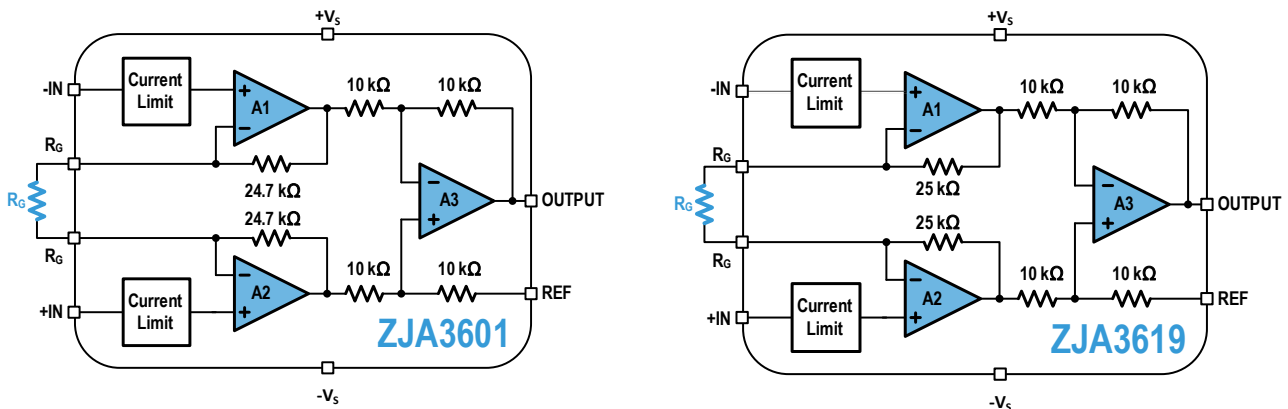 +Vs
-IN
Current
Limit
A1
10 kΩ
10 kΩ
RG
RG
24.7 kΩ
24.7 kΩ
A3
OUTPUT
RG
+IN
Current
Limit
A2
10 kΩ
10 kΩ
REF
ZJA3601
-Vs
+Vs
-IN
Current
Limit
A1
10 kΩ
10 kΩ
RG
RG
25 kΩ
25 kΩ
A3
OUTPUT
RG
+IN
Current
Limit
A2
10 kΩ
10 kΩ
REF
ZJA3619
-Vs